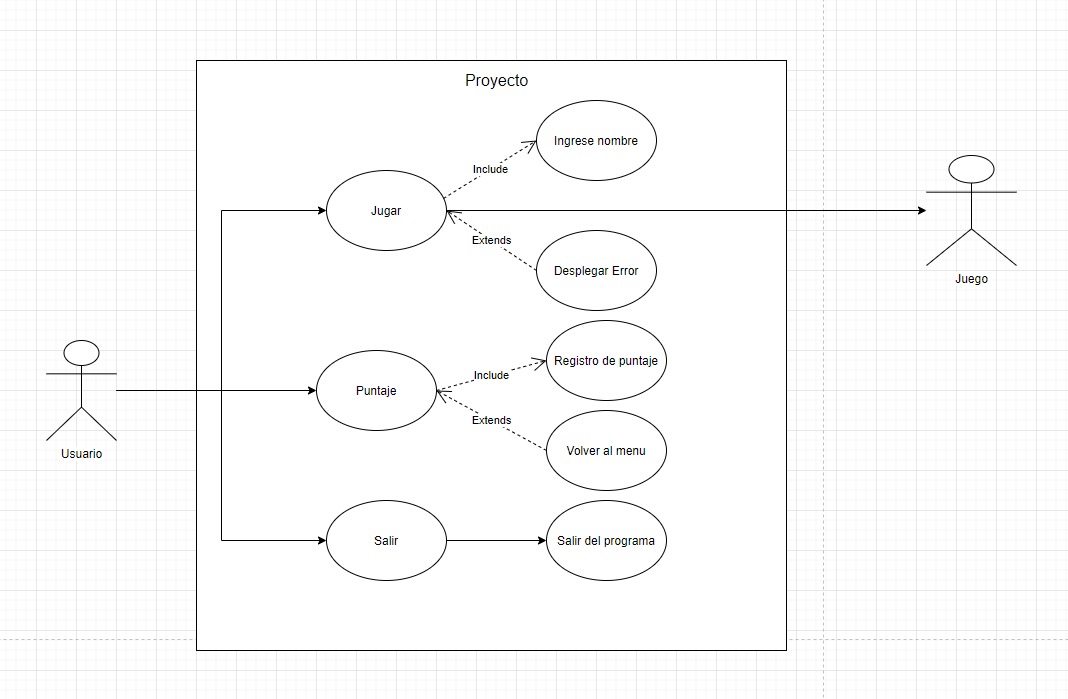 Proyecto
Ingrese nombre
Include
Jugar
Extends
Desplegar Error
Juego
Registro de puntaje
Include
Puntaje
Extends
Volver al menu
Usuario
Salir
Salir del programa